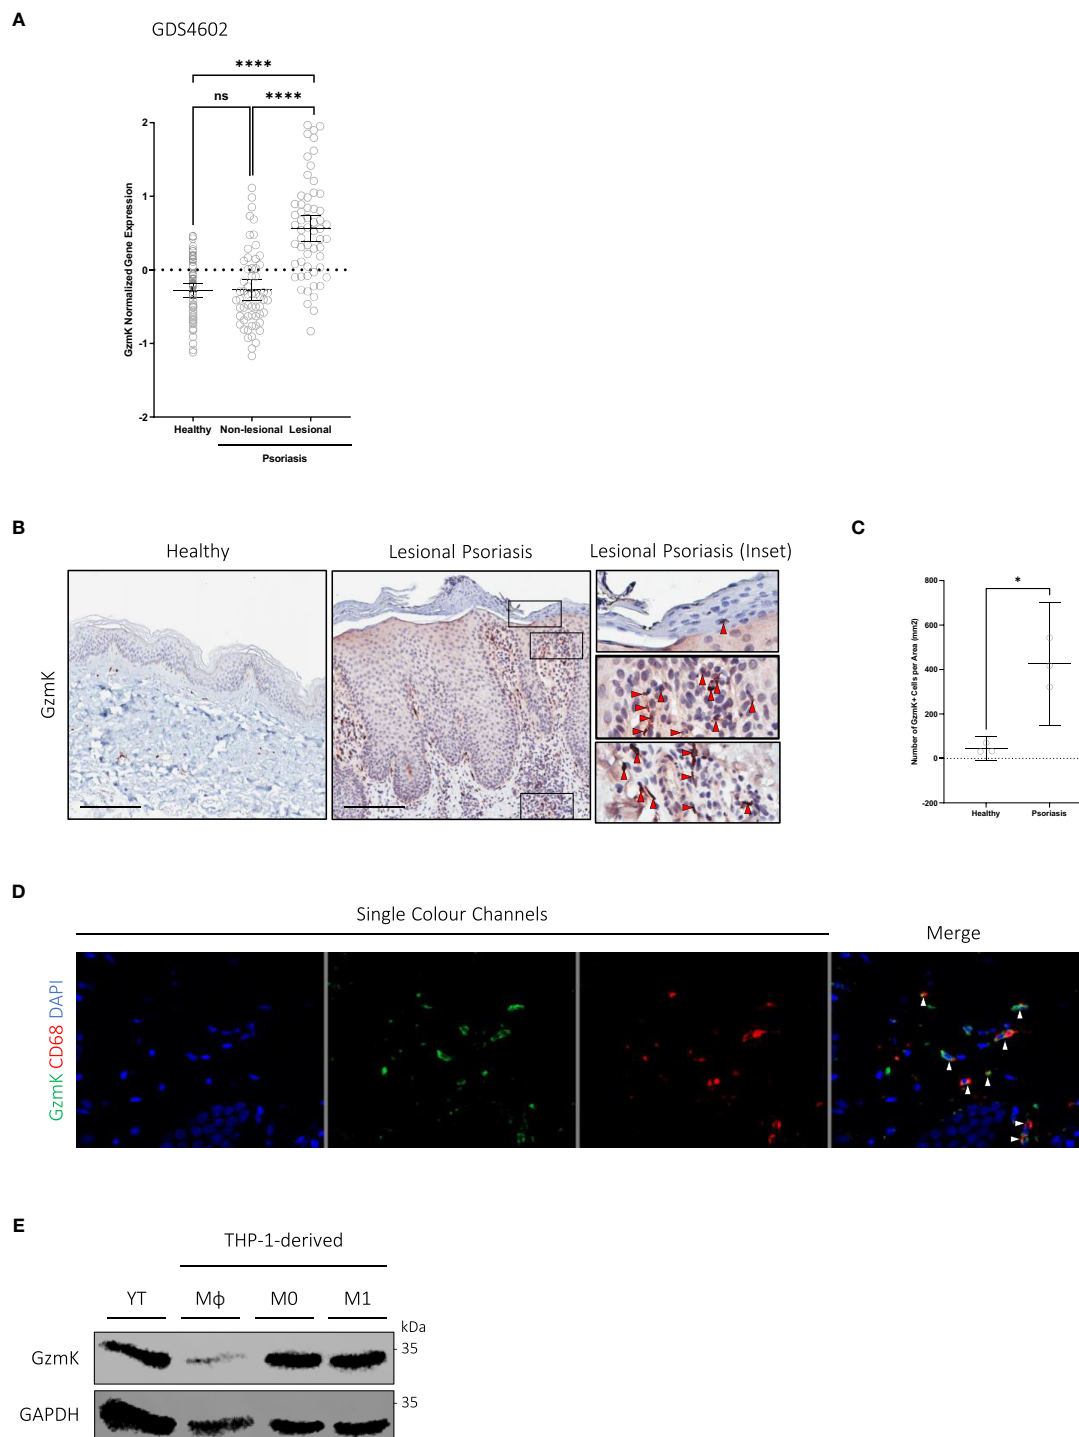 A
GDS4602
****
ns
****
2
1
0
-1
-2
GzmK Normalized Gene Expression
Healthy
Non-lesional
Lesional
Psoriasis
B
Healthy
Lesional Psoriasis
Lesional Psoriasis (Inset)
GzmK
C
*
800
600
400
200
0
-200
Number of GzmK+ Cells per Area (mm2)
Healthy
Psoriasis
D
Single Colour Channels
Merge
GzmK CD68 DAPI
E
THP-1-derived
YT
Mϕ
M0
M1
kDa
GzmK
35
GAPDH
35